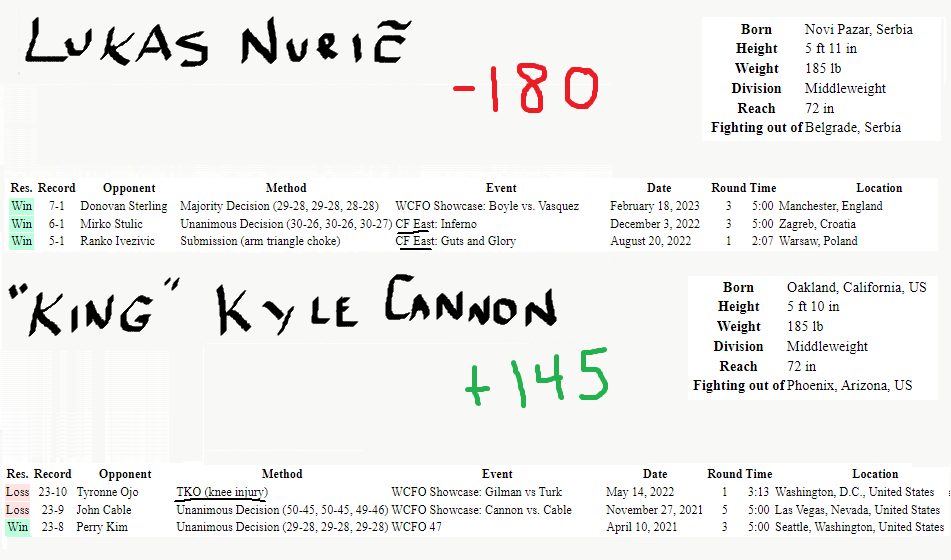 LUKAS NURIČ
-180
Born Novi Pazar, Serbia
Height 5 ft 11 in
Weight 185 lb
Division Middleweight
Reach 72 in
Fighting out of Belgrade, Serbia
Res. Record Opponent Method Event Date Round Time Location
Win 7-1 Donovan Sterling Majority Decision (29-28, 29-28, 28-28) WCFO Showcase: Boyle vs. Vasquez February 18, 2023 3 5:00 Manchester, England
Win 6-1 Mirko Stulic Unanimous Decision (30-26, 30-26, 30-27) CF East: Inferno December 3, 2022 3 5:00 Zagreb, Croatia
Win 5-1 Ranko Ivezivic Submission (arm triangle choke) CF East: Guts and Glory August 20, 2022 1 2:07 Warsaw, Poland
"KING" KYLE CANNON
+145
Born Oakland, California, US
Height 5 ft 10 in
Weight 185 lb
Division Middleweight
Reach 72 in
Fighting out of Phoenix, Arizona, US
Res. Record Opponent Method Event Date Round Time Location
Loss 23-10 Tyronne Ojo TKO (knee injury) WCFO Showcase: Gilman vs Turk May 14, 2022 1 3:13 Washington, D.C., United States
Loss 23-9 John Cable Unanimous Decision (50-45, 50-45, 49-46) WCFO Showcase: Cannon vs. Cable November 27, 2021 5 5:00 Las Vegas, Nevada, United States
Win 23-8 Perry Kim Unanimous Decision (29-28, 29-28, 29-28) WCFO 47 April 10, 2021 3 5:00 Seattle, Washington, United States